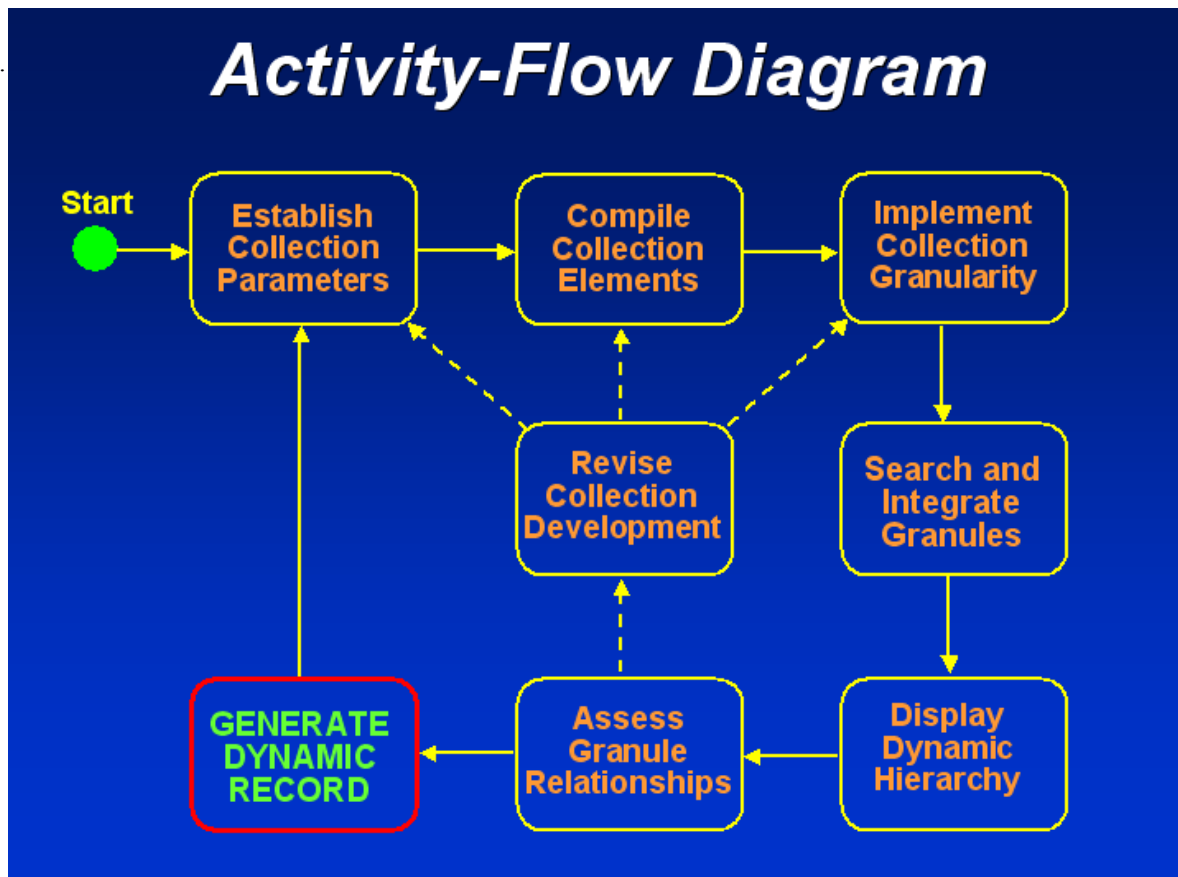 Activity-Flow Diagram
Start
Establish
Collection
Parameters
Compile
Collection
Elements
Implement
Collection
Granularity
Revise
Collection
Development
Search and
Integrate
Granules
GENERATE
DYNAMIC
RECORD
Assess
Granule
Relationships
Display
Dynamic
Hierarchy